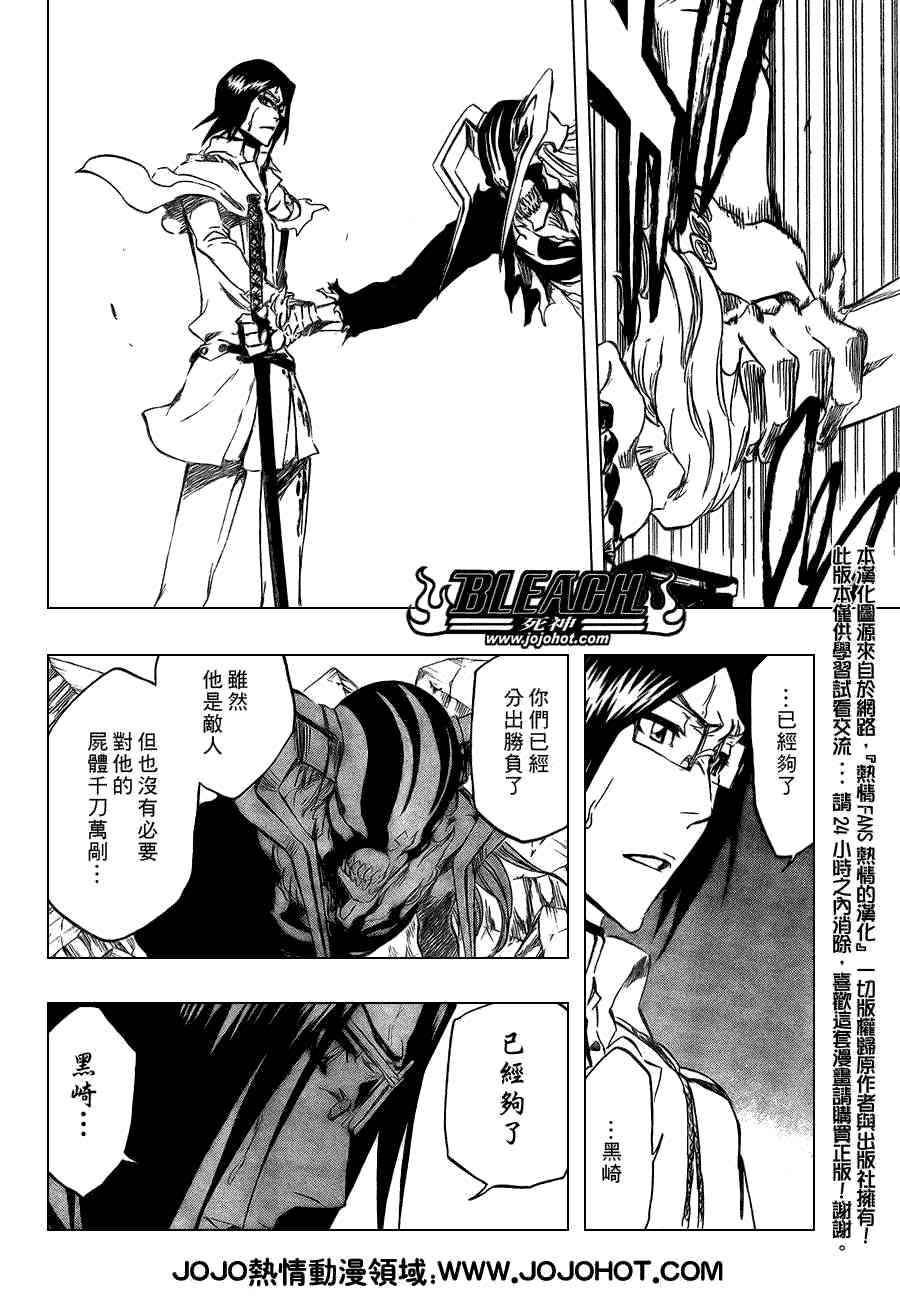 BLEACH
死神
www.jojohot.com
本漢化圖源來自於網路，『熱情FANS熱情的漢化』一切版權歸原作者與出版社擁有！
此版本僅供學習試看交流…請24小時之內消除，喜歡這套漫畫請購買正版！謝謝。
…已經夠了
…黑崎
你們已經
分出勝負了
雖然
他是敵人
但也沒有必要
對他的
屍體千刀萬剮…
已經夠了
黑崎…
JOJO熱情動漫領域:WWW.JOJOHOT.COM